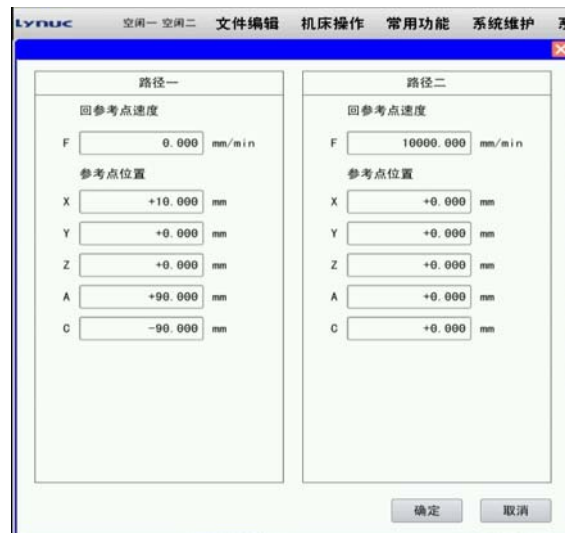 LYNUC 空闲一 空闲二 文件编辑 机床操作 常用功能 系统维护
路径一
回参考点速度
F 0.000 mm/min
参考点位置
X +10.000 mm
Y +0.000 mm
Z +0.000 mm
A +90.000 mm
C -90.000 mm
路径二
回参考点速度
F 10000.000 mm/min
参考点位置
X +0.000 mm
Y +0.000 mm
Z +0.000 mm
A +0.000 mm
C +0.000 mm
确定 取消